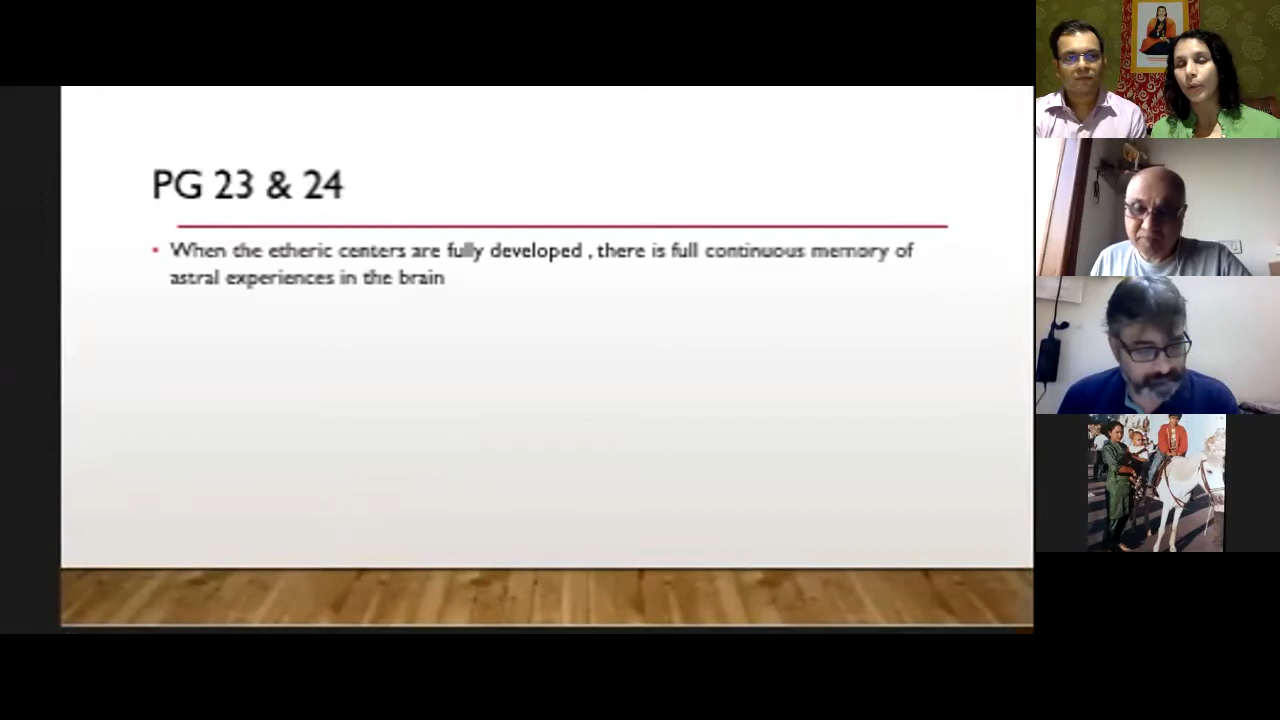 PG 23 & 24
• When the etheric centers are fully developed , there is full continuous memory of
astral experiences in the brain